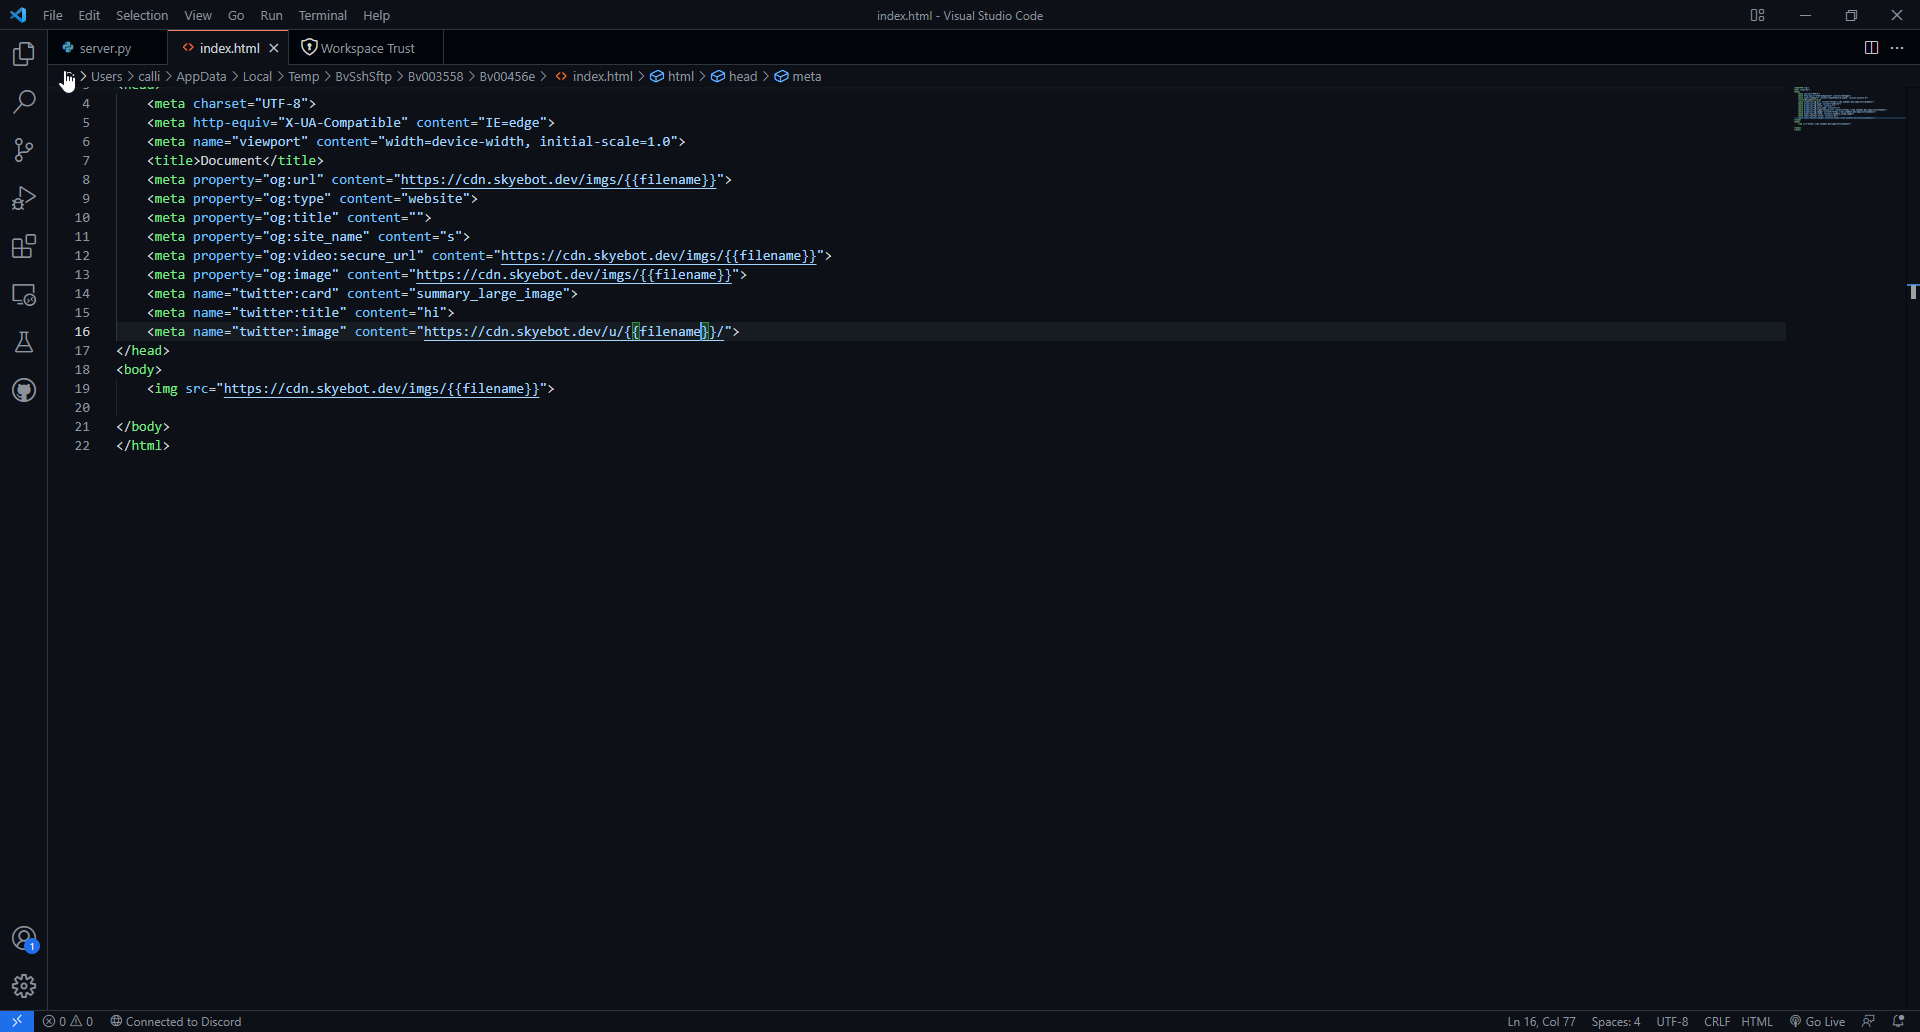 File Edit Selection View Go Run Terminal Help
index.html - Visual Studio Code
server.py
index.html
Workspace Trust
> Users > calli > AppData > Local > Temp > BvSshSftp > Bv003558 > Bv00456e > index.html > html > head > meta
4 <meta charset="UTF-8">
5 <meta http-equiv="X-UA-Compatible" content="IE=edge">
6 <meta name="viewport" content="width=device-width, initial-scale=1.0">
7 <title>Document</title>
8 <meta property="og:url" content="https://cdn.skyebot.dev/imgs/{{filename}}">
9 <meta property="og:type" content="website">
10 <meta property="og:title" content="">
11 <meta property="og:site_name" content="s">
12 <meta property="og:video:secure_url" content="https://cdn.skyebot.dev/imgs/{{filename}}">
13 <meta property="og:image" content="https://cdn.skyebot.dev/imgs/{{filename}}">
14 <meta name="twitter:card" content="summary_large_image">
15 <meta name="twitter:title" content="hi">
16 <meta name="twitter:image" content="https://cdn.skyebot.dev/u/{{filename}}/">
17 </head>
18 <body>
19 <img src="https://cdn.skyebot.dev/imgs/{{filename}}">
20
21 </body>
22 </html>
1
0 0 Connected to Discord
Ln 16, Col 77 Spaces: 4 UTF-8 CRLF HTML Go Live